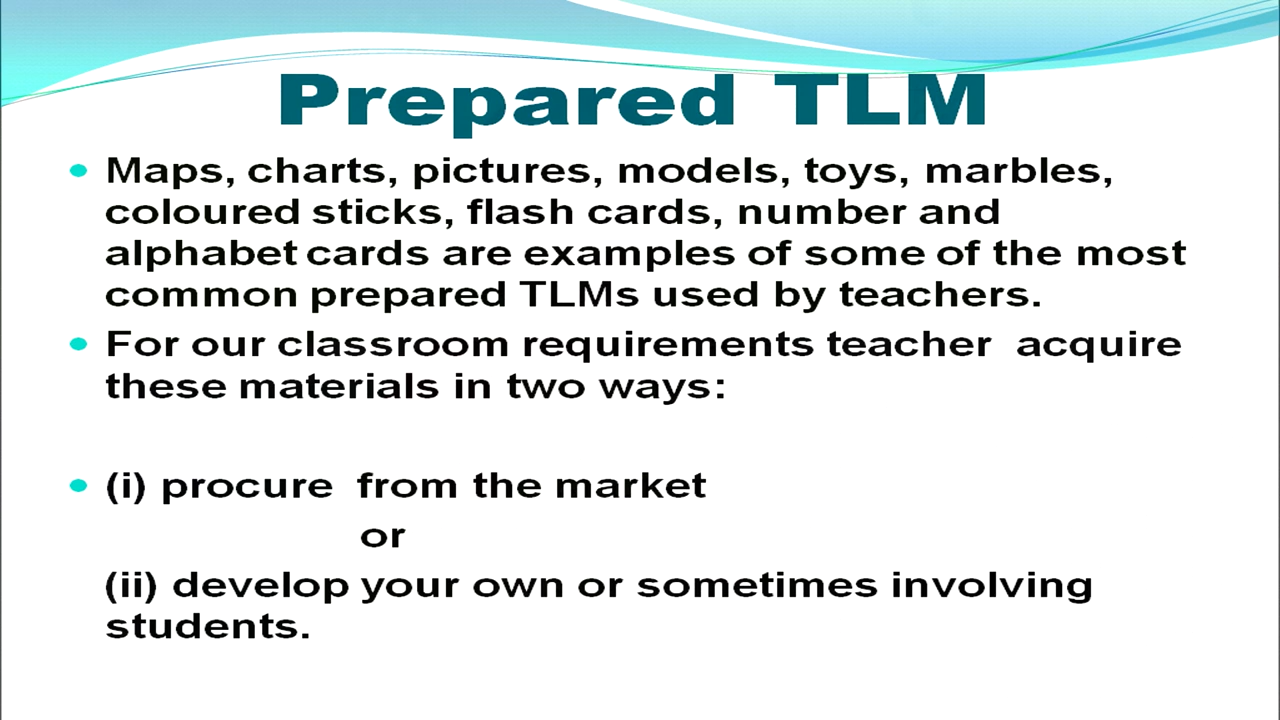 Prepared TLM
• Maps, charts, pictures, models, toys, marbles,
coloured sticks, flash cards, number and
alphabet cards are examples of some of the most
common prepared TLMs used by teachers.
• For our classroom requirements teacher acquire
these materials in two ways:
• (i) procure from the market
or
(ii) develop your own or sometimes involving
students.